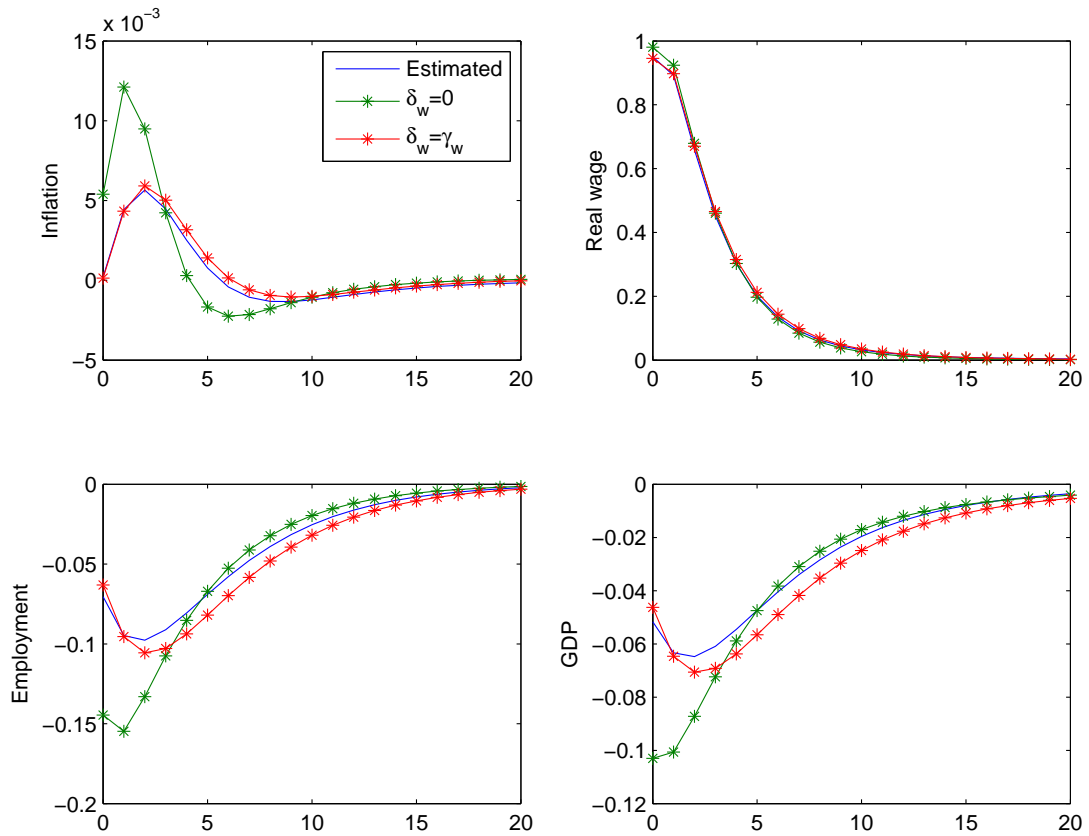 x 10⁻³
15
10
5
0
−5
0 5 10 15 20
Inflation
Estimated
δ_w=0
δ_w=γ_w
1
0.8
0.6
0.4
0.2
0
0 5 10 15 20
Real wage
0
−0.05
−0.1
−0.15
−0.2
0 5 10 15 20
Employment
0
−0.02
−0.04
−0.06
−0.08
−0.1
−0.12
0 5 10 15 20
GDP